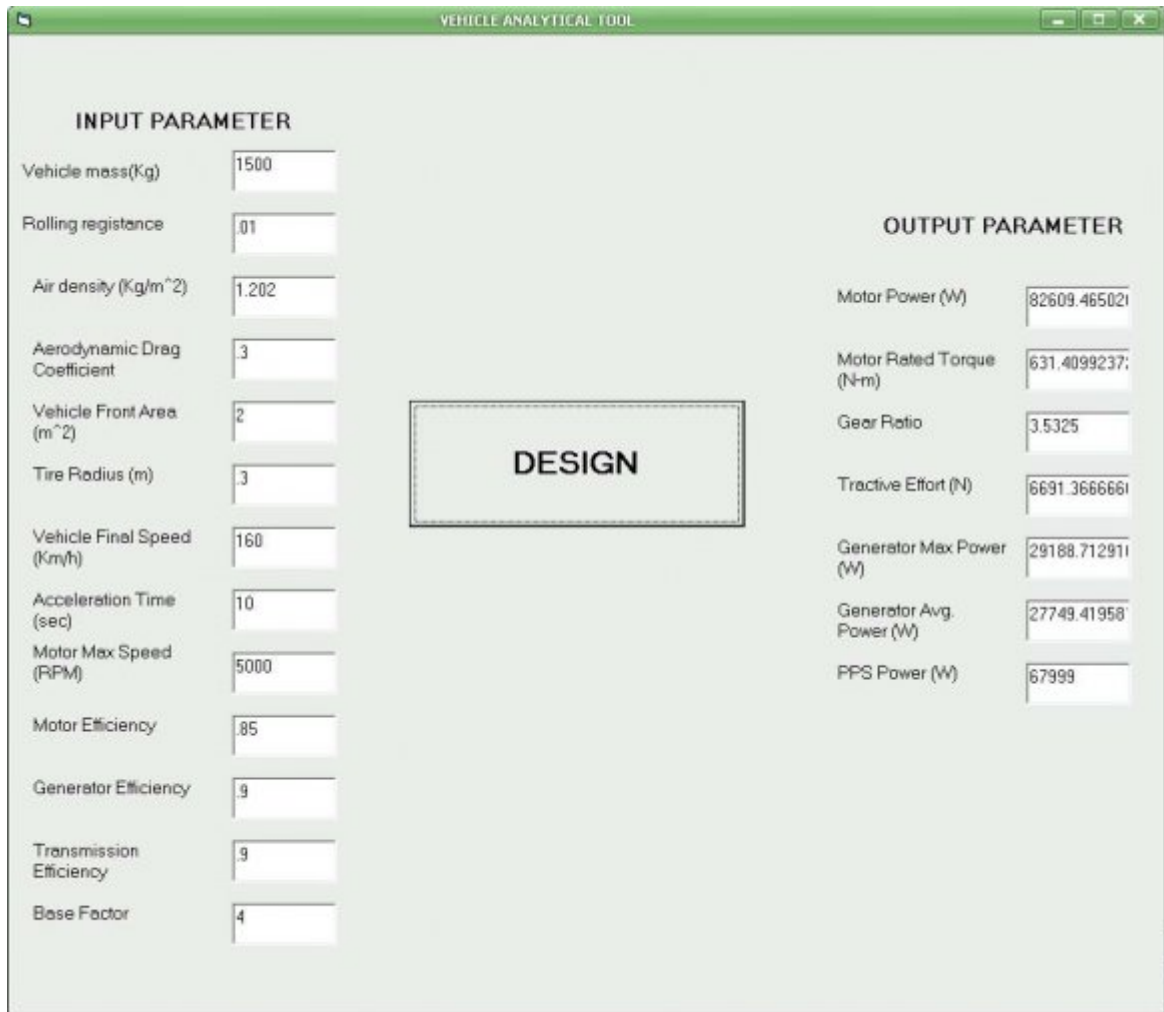 VEHICLE ANALYTICAL TOOL
INPUT PARAMETER
Vehicle mass(Kg)
1500
Rolling registance
.01
Air density (Kg/m^2)
1.202
Aerodynamic Drag
Coefficient
.3
Vehicle Front Area
(m^2)
2
Tire Radius (m)
.3
Vehicle Final Speed
(Km/h)
160
Acceleration Time
(sec)
10
Motor Max Speed
(RPM)
5000
Motor Efficiency
.85
Generator Efficiency
.9
Transmission
Efficiency
.9
Base Factor
4
DESIGN
OUTPUT PARAMETER
Motor Power (W)
82609.46502
Motor Rated Torque
(N-m)
631.4099237
Gear Ratio
3.5325
Tractive Effort (N)
6691.366666
Generator Max Power
(W)
29188.71291
Generator Avg.
Power (W)
27749.41958
PPS Power (W)
67999